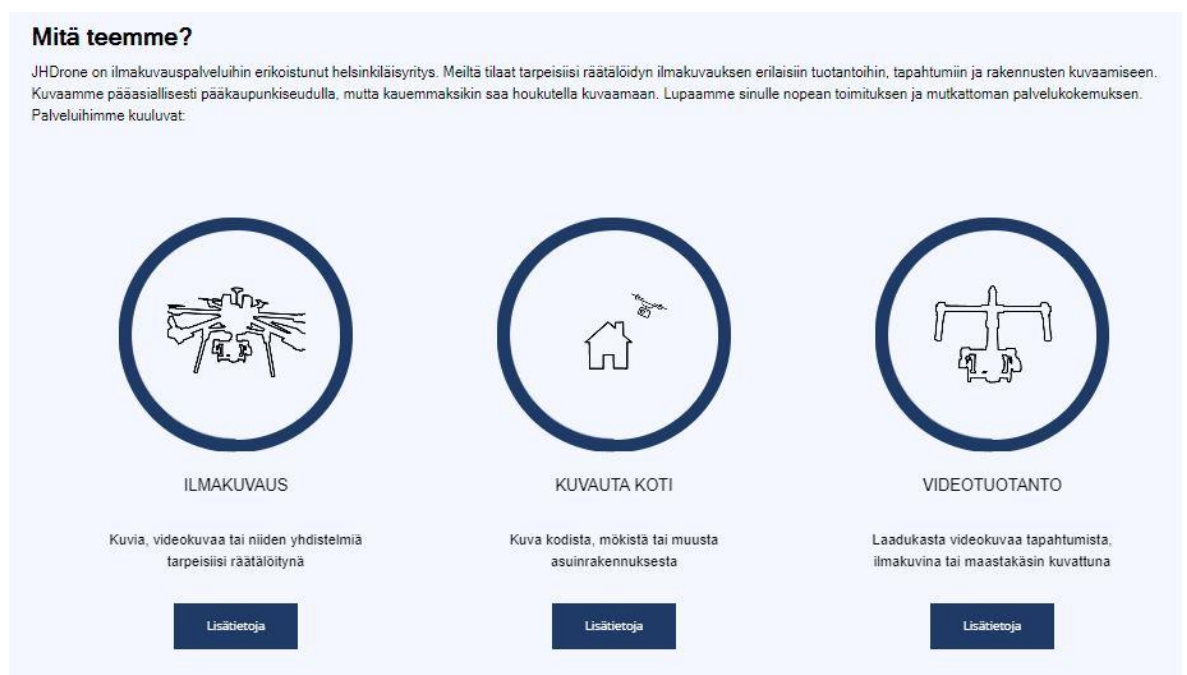 Mitä teemme?
JHDrone on ilmakuvauspalveluihin erikoistunut helsinkiläisyritys. Meiltä tilaat tarpeisiisi räätälöidyn ilmakuvauksen erilaisiin tuotantoihin, tapahtumiin ja rakennusten kuvaamiseen.
Kuvaamme pääasiallisesti pääkaupunkiseudulla, mutta kauemmaksikin saa houkutella kuvaamaan. Lupaamme sinulle nopean toimituksen ja mutkattoman palvelukokemuksen.
Palveluihimme kuuluvat:
ILMAKUVAUS
Kuvia, videokuvaa tai niiden yhdistelmiä
tarpeisiisi räätälöitynä
Lisätietoja
KUVAUTA KOTI
Kuva kodista, mökistä tai muusta
asuinrakennuksesta
Lisätietoja
VIDEOTUOTANTO
Laadukasta videokuvaa tapahtumista,
ilmakuvina tai maastakäsin kuvattuna
Lisätietoja